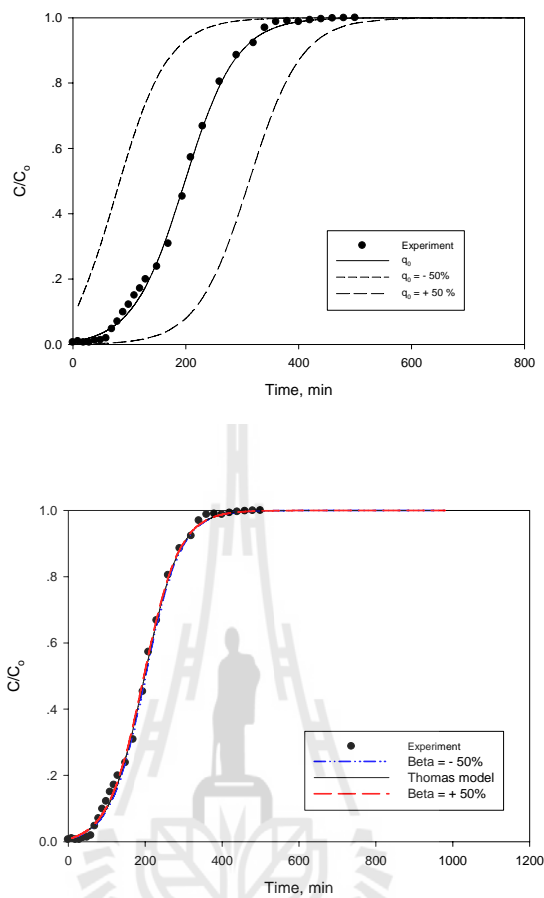 1.0
.8
.6
.4
.2
0.0
C/Co
0
200
400
600
800
Time, min
Experiment
q0
q0 = - 50%
q0 = + 50 %
1.0
.8
.6
.4
.2
0.0
C/Co
0
200
400
600
800
1000
1200
Time, min
Experiment
Beta = - 50%
Thomas model
Beta = + 50%